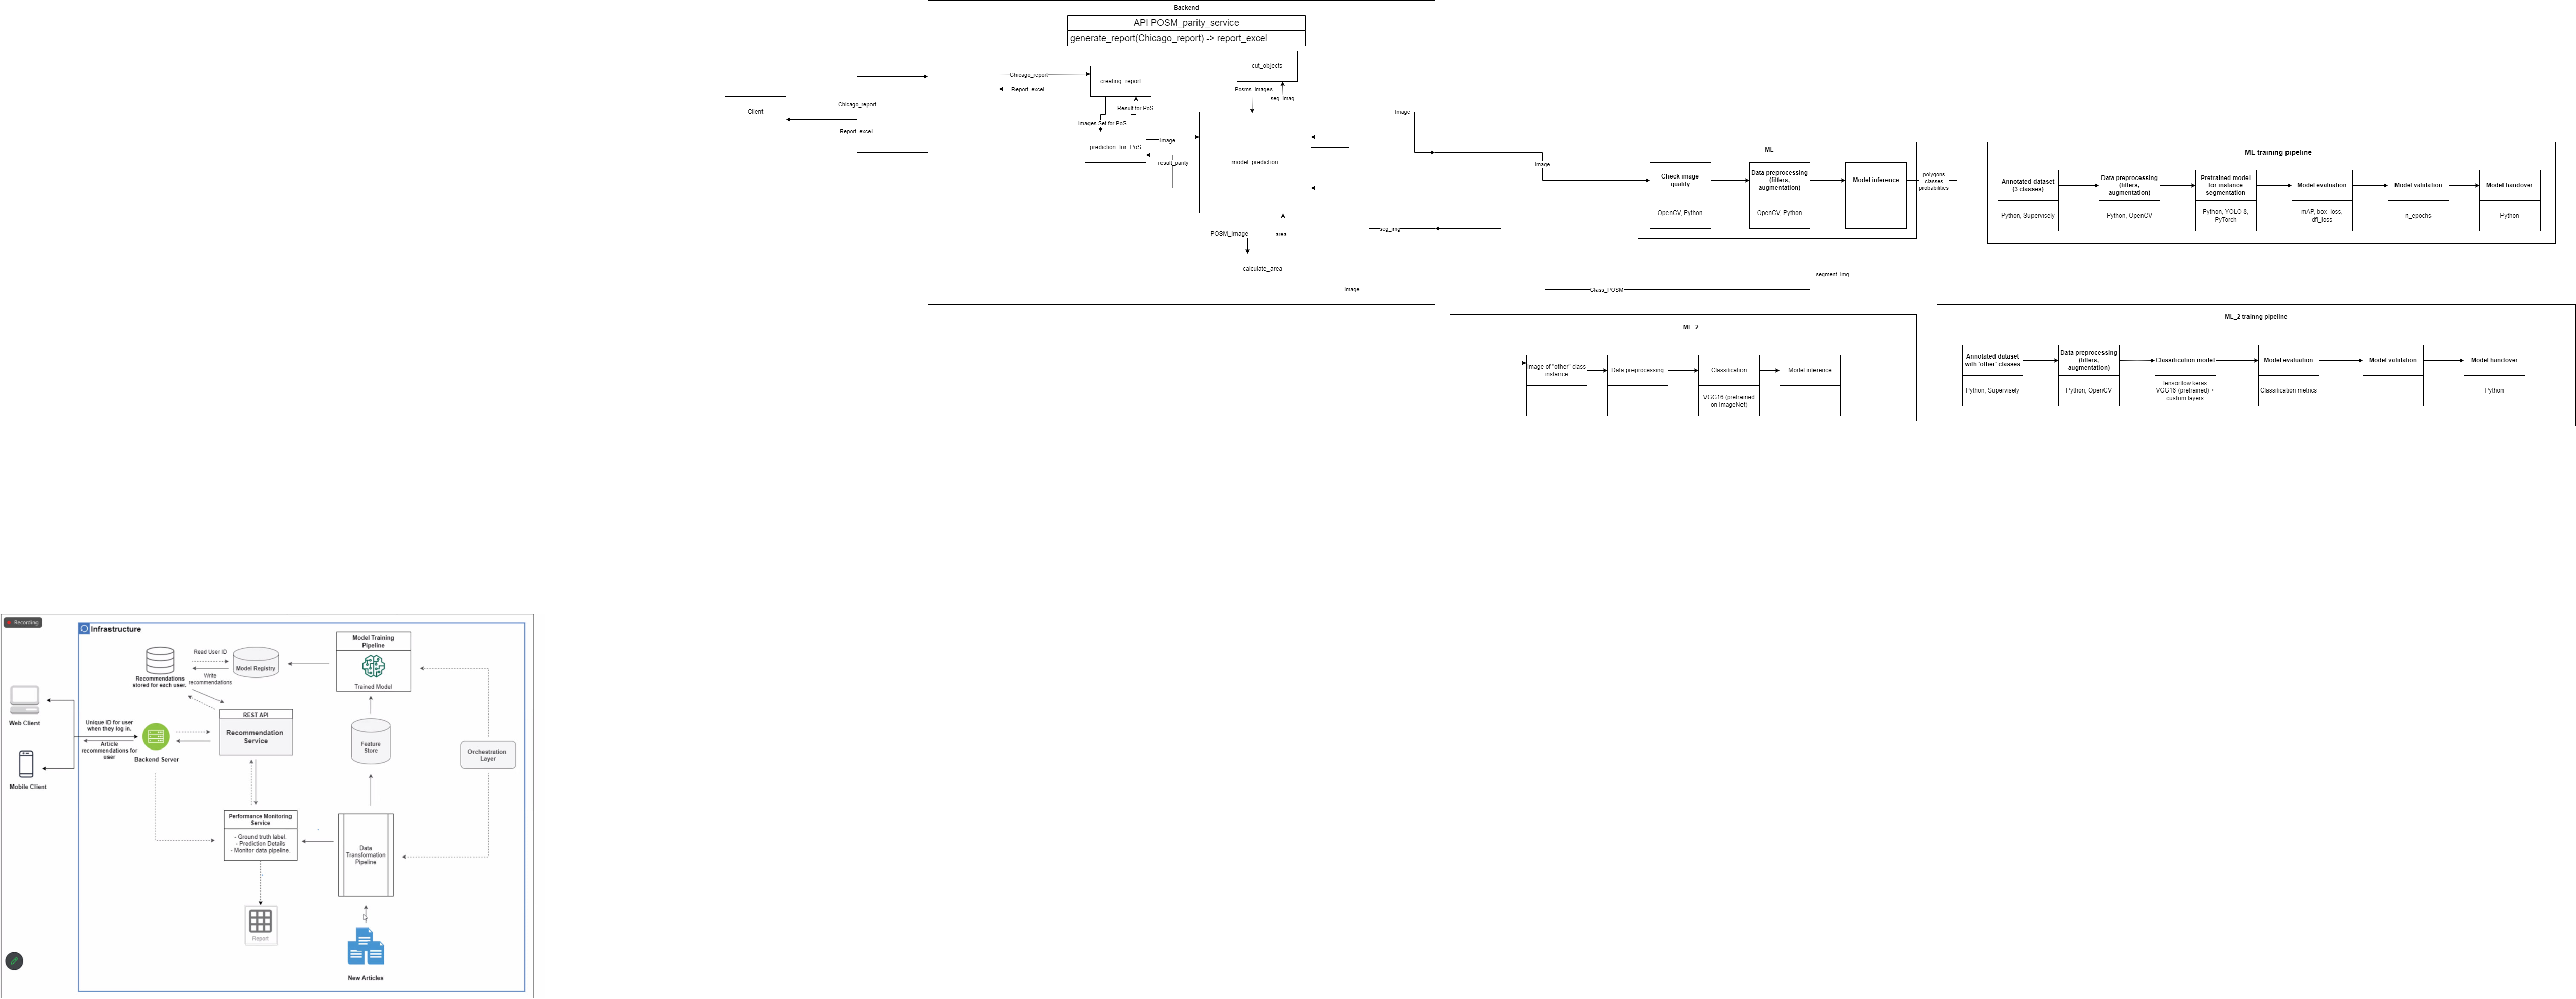 Backend
API POSM_parity_service
generate_report(Chicago_report) -> report_excel
cut_objects
Chicago_report
creating_report
Report_excel
Posms_images
seg_imag
Result for PoS
images Set for PoS
Client
Chicago_report
Report_excel
prediction_for_PoS
image
result_parity
model_prediction
image
image
POSM_image
area
calculate_area
seg_img
image
segment_img
Class_POSM
ML
Check image
quality
OpenCV, Python
Data preprocessing
(filters,
augmentation)
OpenCV, Python
Model inference
polygons
classes
probabilities
ML training pipeline
Annotated dataset
(3 classes)
Python, Supervisely
Data preprocessing
(filters,
augmentation)
Python, OpenCV
Pretrained model
for instance
segmentation
Python, YOLO 8,
PyTorch
Model evaluation
mAP, box_loss,
dfl_loss
Model validation
n_epochs
Model handover
Python
ML_2
Image of "other" class
instance
Data preprocessing
Classification
VGG16 (pretrained
on ImageNet)
Model inference
ML_2 trainng pipeline
Annotated dataset
with 'other' classes
Python, Supervisely
Data preprocessing
(filters,
augmentation)
Python, OpenCV
Classification model
tensorflow.keras
VGG16 (pretrained) +
custom layers
Model evaluation
Classification metrics
Model validation
Model handover
Python
Recording
Infrastructure
Recommendations
stored for each user.
Read User ID
Write
recommendations
Model Registry
Model Training
Pipeline
Trained Model
Web Client
Mobile Client
Unique ID for user
when they log in.
Article
recommendations for
user
Backend Server
REST API
Recommendation
Service
Feature
Store
Orchestration
Layer
Performance Monitoring
Service
- Ground truth label.
- Prediction Details
- Monitor data pipeline.
Data
Transformation
Pipeline
Report
New Articles